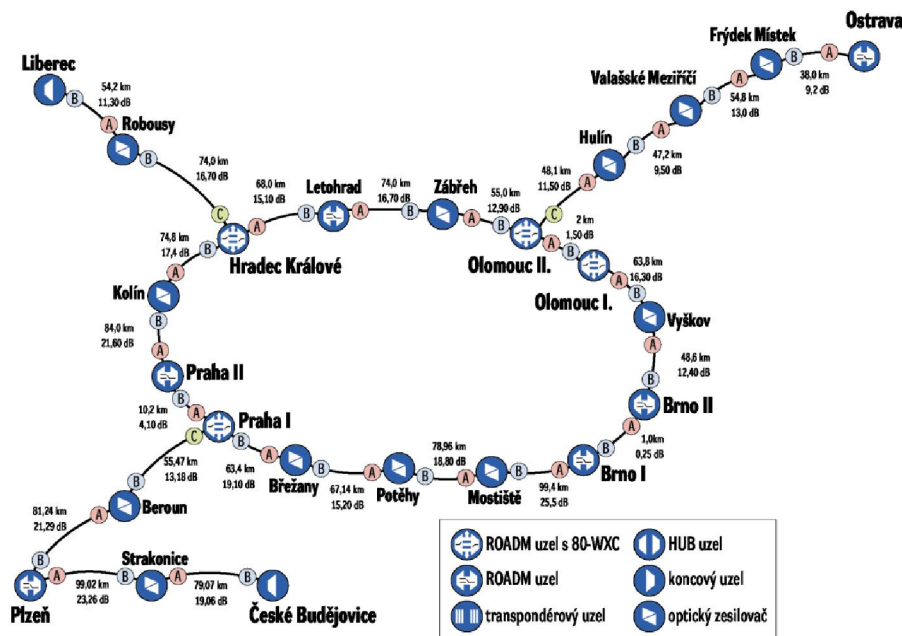 Ostrava
Frýdek Místek
B
A
38,0 km
9,2 dB
Valašské Meziříčí
B
A
54,8 km
13,0 dB
Hulín
B
A
47,2 km
9,50 dB
48,1 km
11,50 dB
A
C
Liberec
B
54,2 km
11,30 dB
A
Robousy
B
74,0 km
16,70 dB
C
68,0 km
15,10 dB
A
B
Letohrad
A
74,0 km
16,70 dB
B
Zábřeh
A
55,0 km
12,90 dB
B
Hradec Králové
Olomouc II.
A
2 km
1,50 dB
B
Olomouc I.
A
63,8 km
16,30 dB
B
Vyškov
A
48,6 km
12,40 dB
B
Brno II
A
1,0km
0,25 dB
B
Brno I
74,8 km
17,4 dB
B
A
Kolín
B
84,0 km
21,60 dB
A
Praha II
B
10,2 km
4,10 dB
A
Praha I
C
B
63,4 km
19,10 dB
A
Břežany
B
67,14 km
15,20 dB
A
Potěhy
B
78,96 km
18,80 dB
A
Mostiště
B
99,4 km
25,5 dB
A
55,47 km
13,18 dB
B
Beroun
A
81,24 km
21,29 dB
B
Plzeň
A
99,02 km
23,26 dB
B
Strakonice
A
79,07 km
19,06 dB
B
České Budějovice
ROADM uzel s 80-WXC
HUB uzel
ROADM uzel
koncový uzel
transpondérový uzel
optický zesilovač